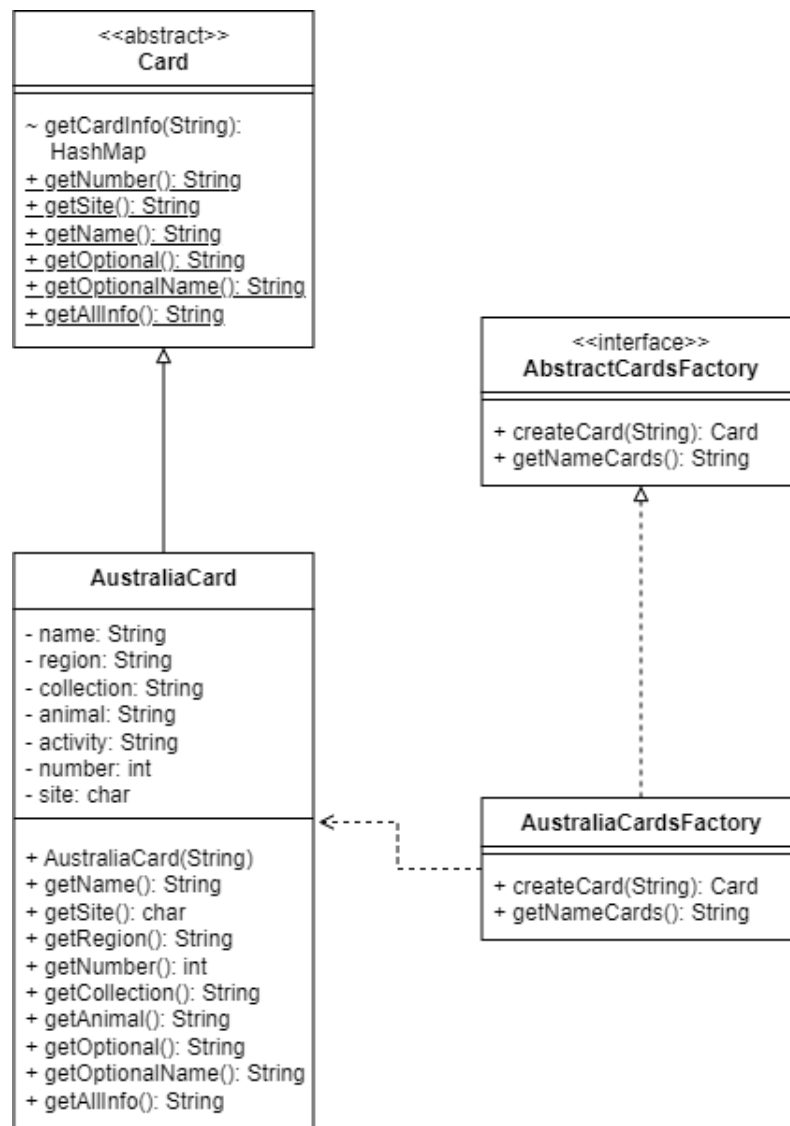 <<abstract>>
Card
~ getCardInfo(String):
HashMap
+ getNumber(): String
+ getSite(): String
+ getName(): String
+ getOptional(): String
+ getOptionalName(): String
+ getAllInfo(): String
<<interface>>
AbstractCardsFactory
+ createCard(String): Card
+ getNameCards(): String
AustraliaCard
- name: String
- region: String
- collection: String
- animal: String
- activity: String
- number: int
- site: char
+ AustraliaCard(String)
+ getName(): String
+ getSite(): char
+ getRegion(): String
+ getNumber(): int
+ getCollection(): String
+ getAnimal(): String
+ getOptional(): String
+ getOptionalName(): String
+ getAllInfo(): String
AustraliaCardsFactory
+ createCard(String): Card
+ getNameCards(): String